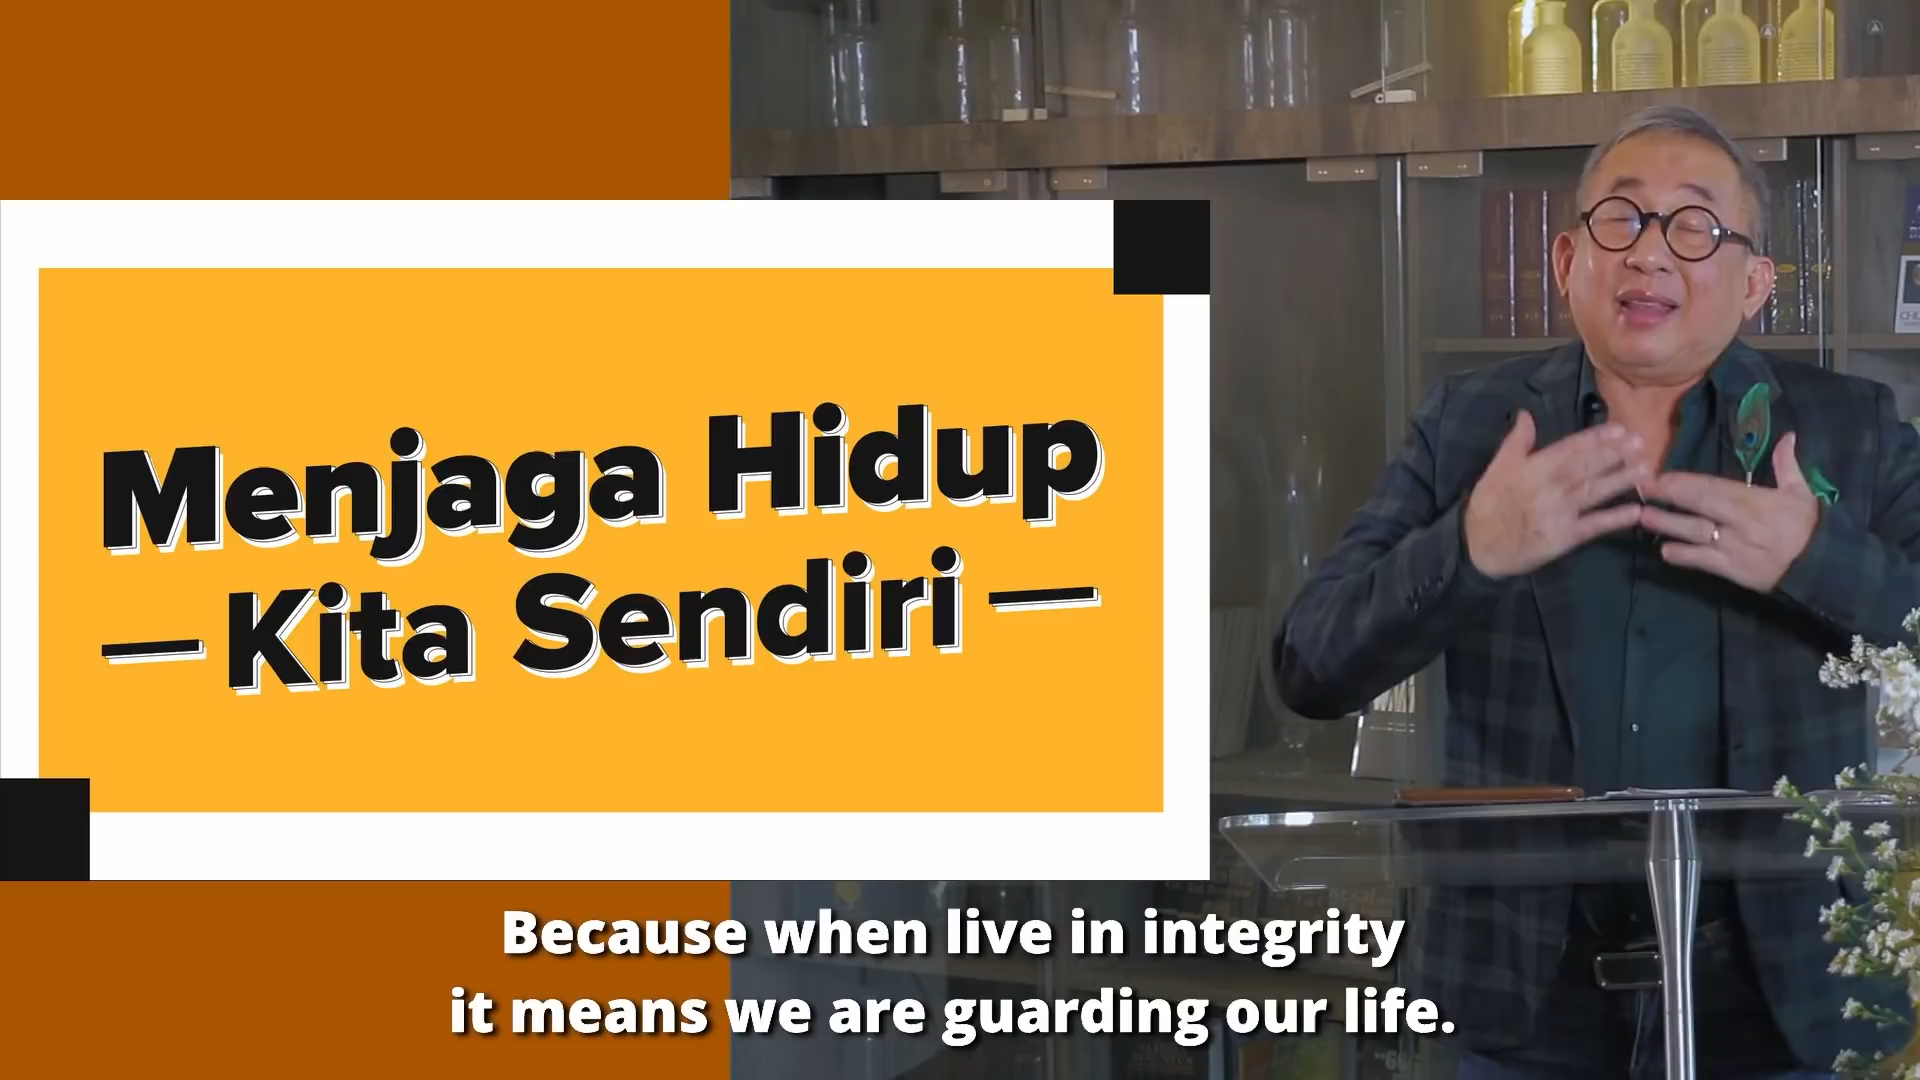 Menjaga Hidup
— Kita Sendiri —
Because when live in integrity
it means we are guarding our life.